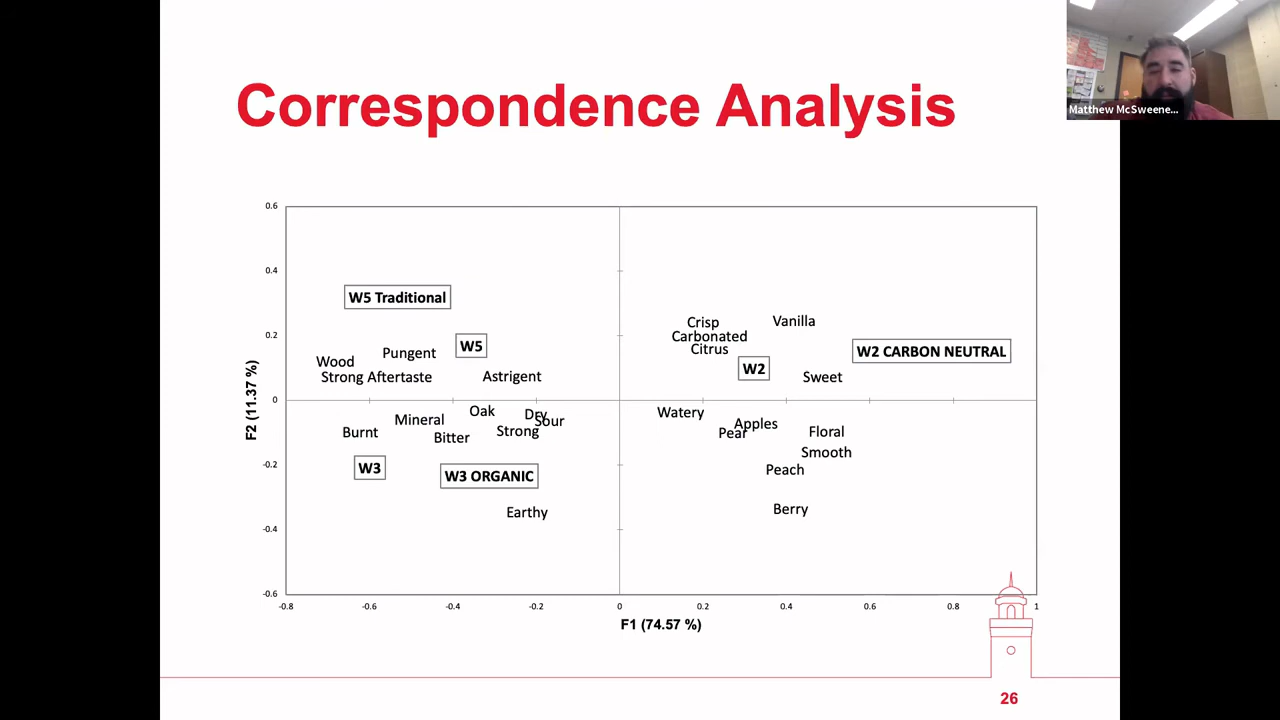 Correspondence Analysis
Matthew McSweene...
0.6
0.4
0.2
0
-0.2
-0.4
-0.6
F2 (11.37 %)
W5 Traditional
W5
Wood
Pungent
Strong Aftertaste
Astrigent
Crisp
Carbonated
Citrus
Vanilla
W2
W2 CARBON NEUTRAL
Sweet
Mineral
Oak
Dry
Sour
Burnt
Bitter
Strong
W3
W3 ORGANIC
Earthy
Watery
Apples
Pear
Floral
Smooth
Peach
Berry
-0.8 -0.6 -0.4 -0.2 0 0.2 0.4 0.6 0.8 1
F1 (74.57 %)
26